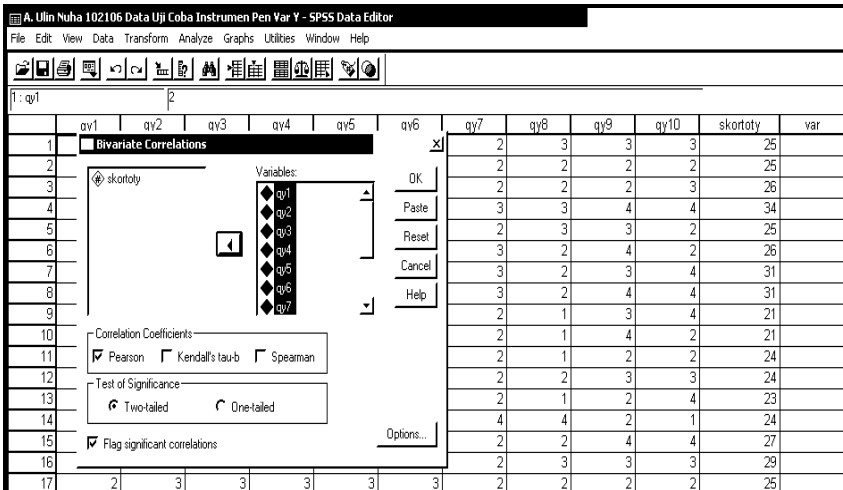 A. Ulin Nuha 102106 Data Uji Coba Instrumen Pen Var Y - SPSS Data Editor
File Edit View Data Transform Analyze Graphs Utilities Window Help
1 : qy1 2
qy1 qy2 qy3 qy4 qy5 qy6 qy7 qy8 qy9 qy10 skortoty var
Bivariate Correlations
skortoty
Variables:
qy1
qy2
qy3
qy4
qy5
qy6
qy7
OK
Paste
Reset
Cancel
Help
Correlation Coefficients
Pearson Kendall's tau-b Spearman
Test of Significance
Two-tailed One-tailed
Flag significant correlations
Options...
1 2 3 3 3 25
2 2 2 2 2 25
3 2 2 2 3 26
4 3 3 4 4 34
5 2 3 3 2 25
6 3 2 4 2 26
7 3 2 3 4 31
8 3 2 4 4 31
9 2 1 3 4 21
10 2 1 4 2 21
11 2 1 2 2 24
12 2 2 3 3 24
13 2 1 2 4 23
14 4 4 2 1 24
15 2 2 4 4 27
16 2 3 3 3 29
17 2 3 3 3 3 3 2 2 2 2 25